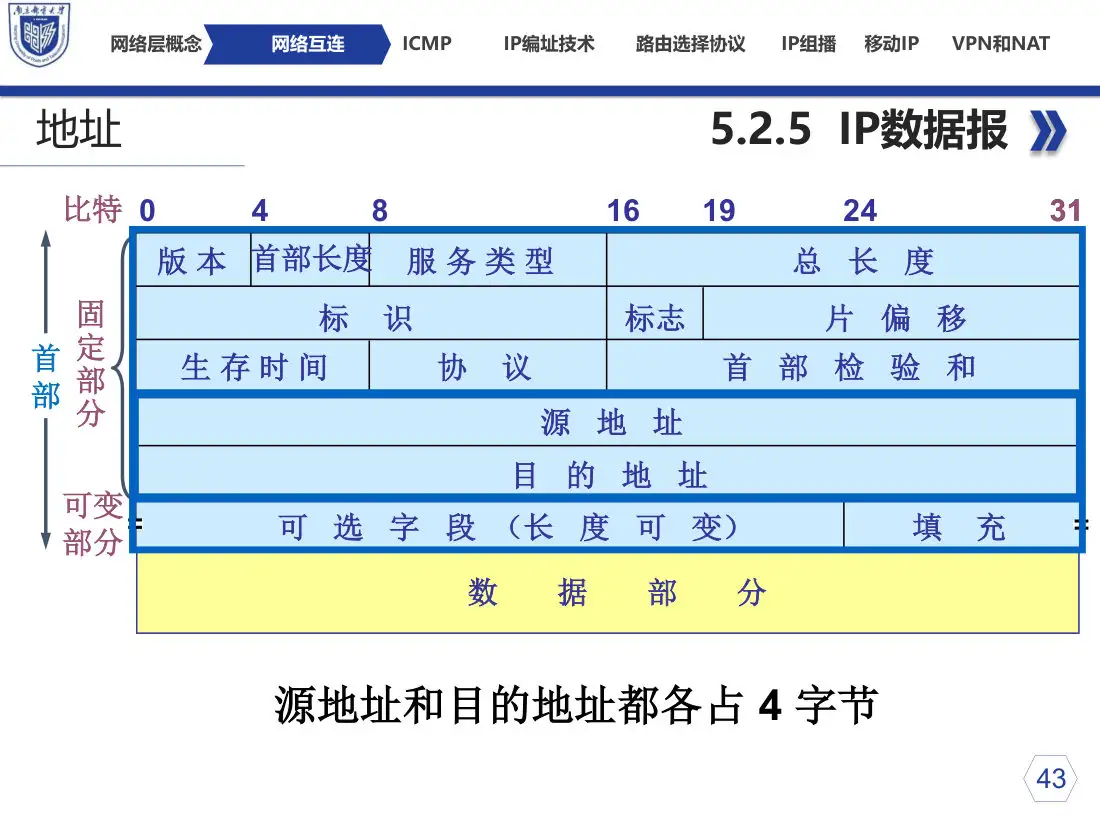 网络层概念 网络互连 ICMP IP编址技术 路由选择协议 IP组播 移动IP VPN和NAT
地址 5.2.5 IP数据报
比特 0 4 8 16 19 24 31
版本 首部长度 服务类型 总长度
标识 标志 片偏移
生存时间 协议 首部检验和
源地址
目的地址
可选字段（长度可变） 填充
数据部分
首部
固定部分
可变
部分
源地址和目的地址都各占 4 字节
43